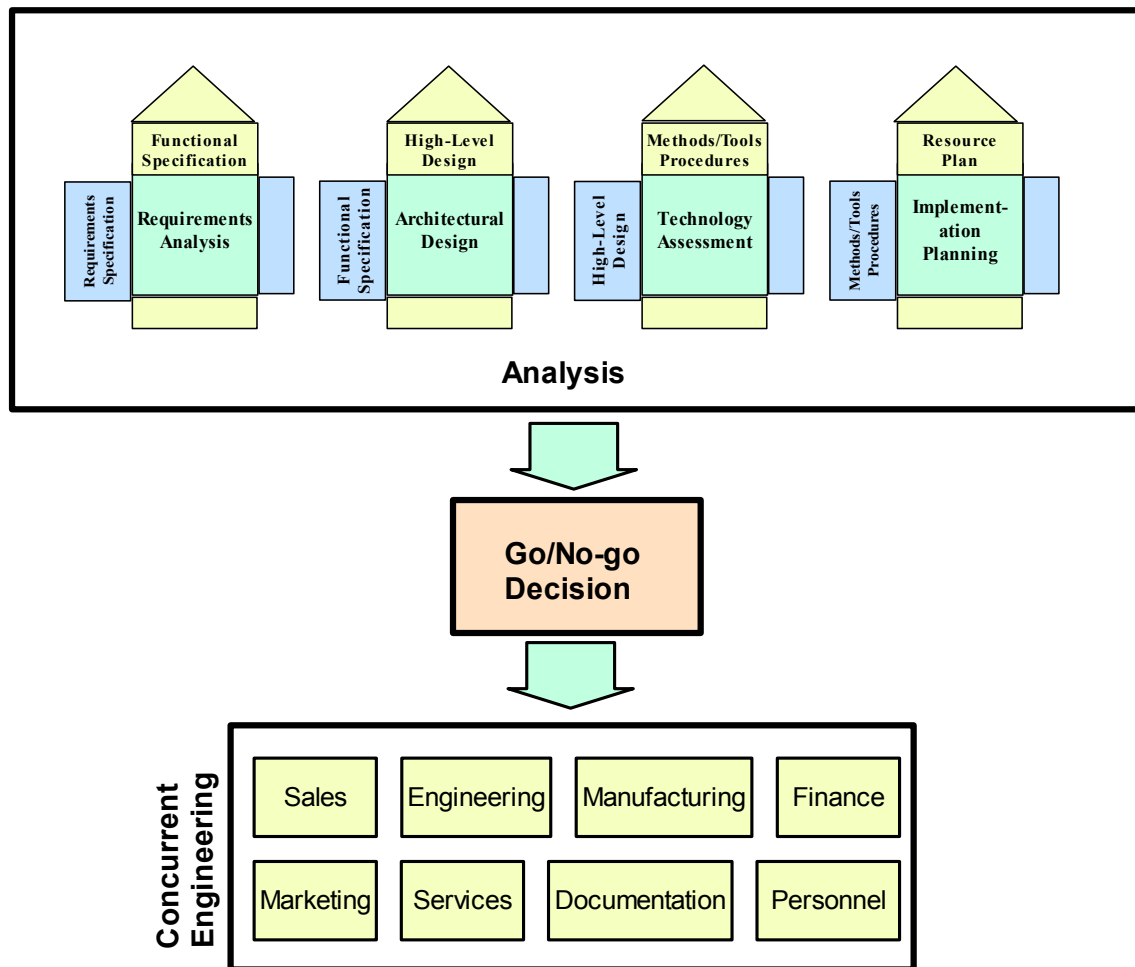 Functional
Specification
Requirements
Specification
Requirements
Analysis
High-Level
Design
Functional
Specification
Architectural
Design
Methods/Tools
Procedures
High-Level
Design
Technology
Assessment
Resource
Plan
Methods/Tools
Procedures
Implement-
ation
Planning
Analysis
Go/No-go
Decision
Concurrent
Engineering
Sales
Engineering
Manufacturing
Finance
Marketing
Services
Documentation
Personnel